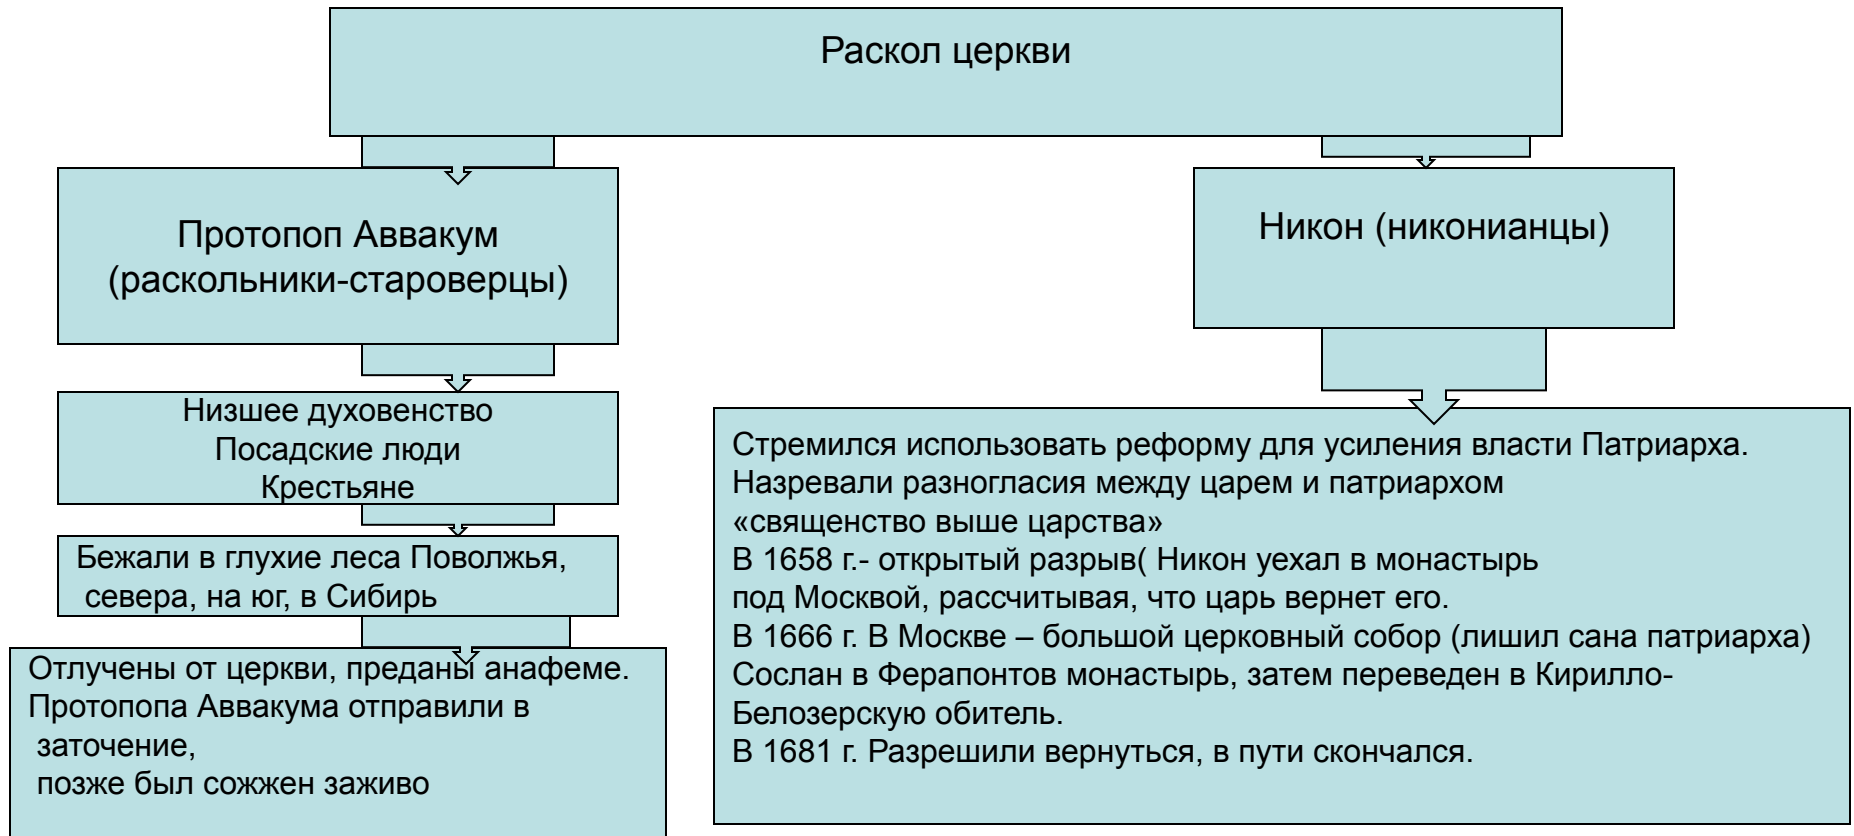 Раскол церкви
Протопоп Аввакум
(раскольники-староверцы)
Низшее духовенство
Посадские люди
Крестьяне
Бежали в глухие леса Поволжья,
севера, на юг, в Сибирь
Отлучены от церкви, преданы анафеме.
Протопопа Аввакума отправили в
заточение,
позже был сожжен заживо
Никон (никонианцы)
Стремился использовать реформу для усиления власти Патриарха.
Назревали разногласия между царем и патриархом
«священство выше царства»
В 1658 г.- открытый разрыв( Никон уехал в монастырь
под Москвой, рассчитывая, что царь вернет его.
В 1666 г. В Москве – большой церковный собор (лишил сана патриарха)
Сослан в Ферапонтов монастырь, затем переведен в Кирилло-
Белозерскую обитель.
В 1681 г. Разрешили вернуться, в пути скончался.